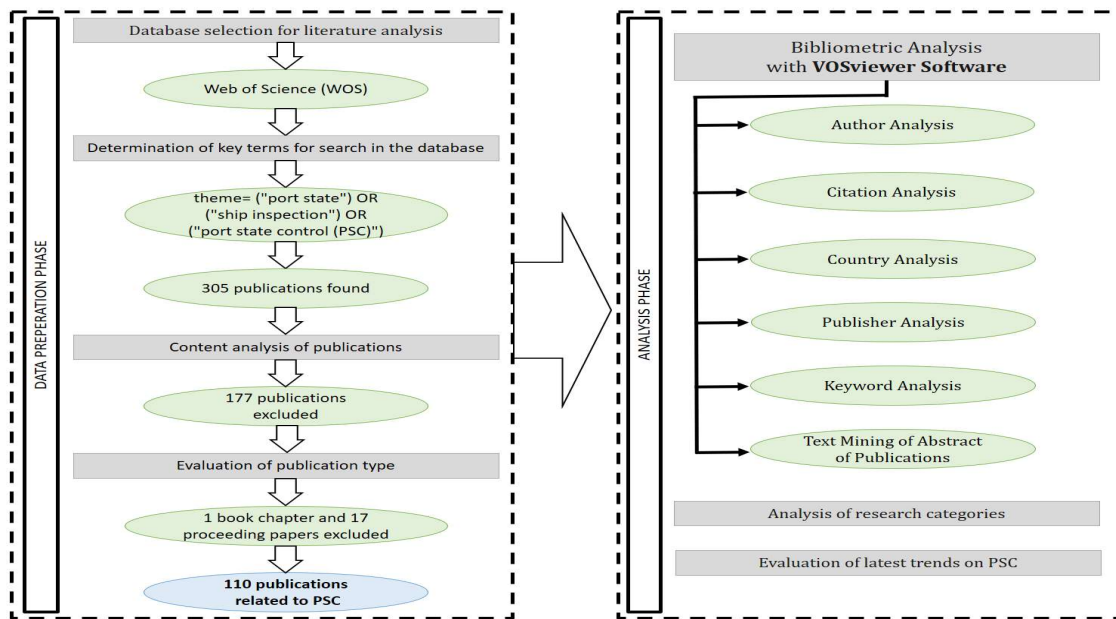 DATA PREPERATION PHASE
Database selection for literature analysis
Web of Science (WOS)
Determination of key terms for search in the database
theme= ("port state") OR
("ship inspection") OR
("port state control (PSC)")
305 publications found
Content analysis of publications
177 publications
excluded
Evaluation of publication type
1 book chapter and 17
proceeding papers excluded
110 publications
related to PSC
ANALYSIS PHASE
Bibliometric Analysis
with VOSviewer Software
Author Analysis
Citation Analysis
Country Analysis
Publisher Analysis
Keyword Analysis
Text Mining of Abstract
of Publications
Analysis of research categories
Evaluation of latest trends on PSC